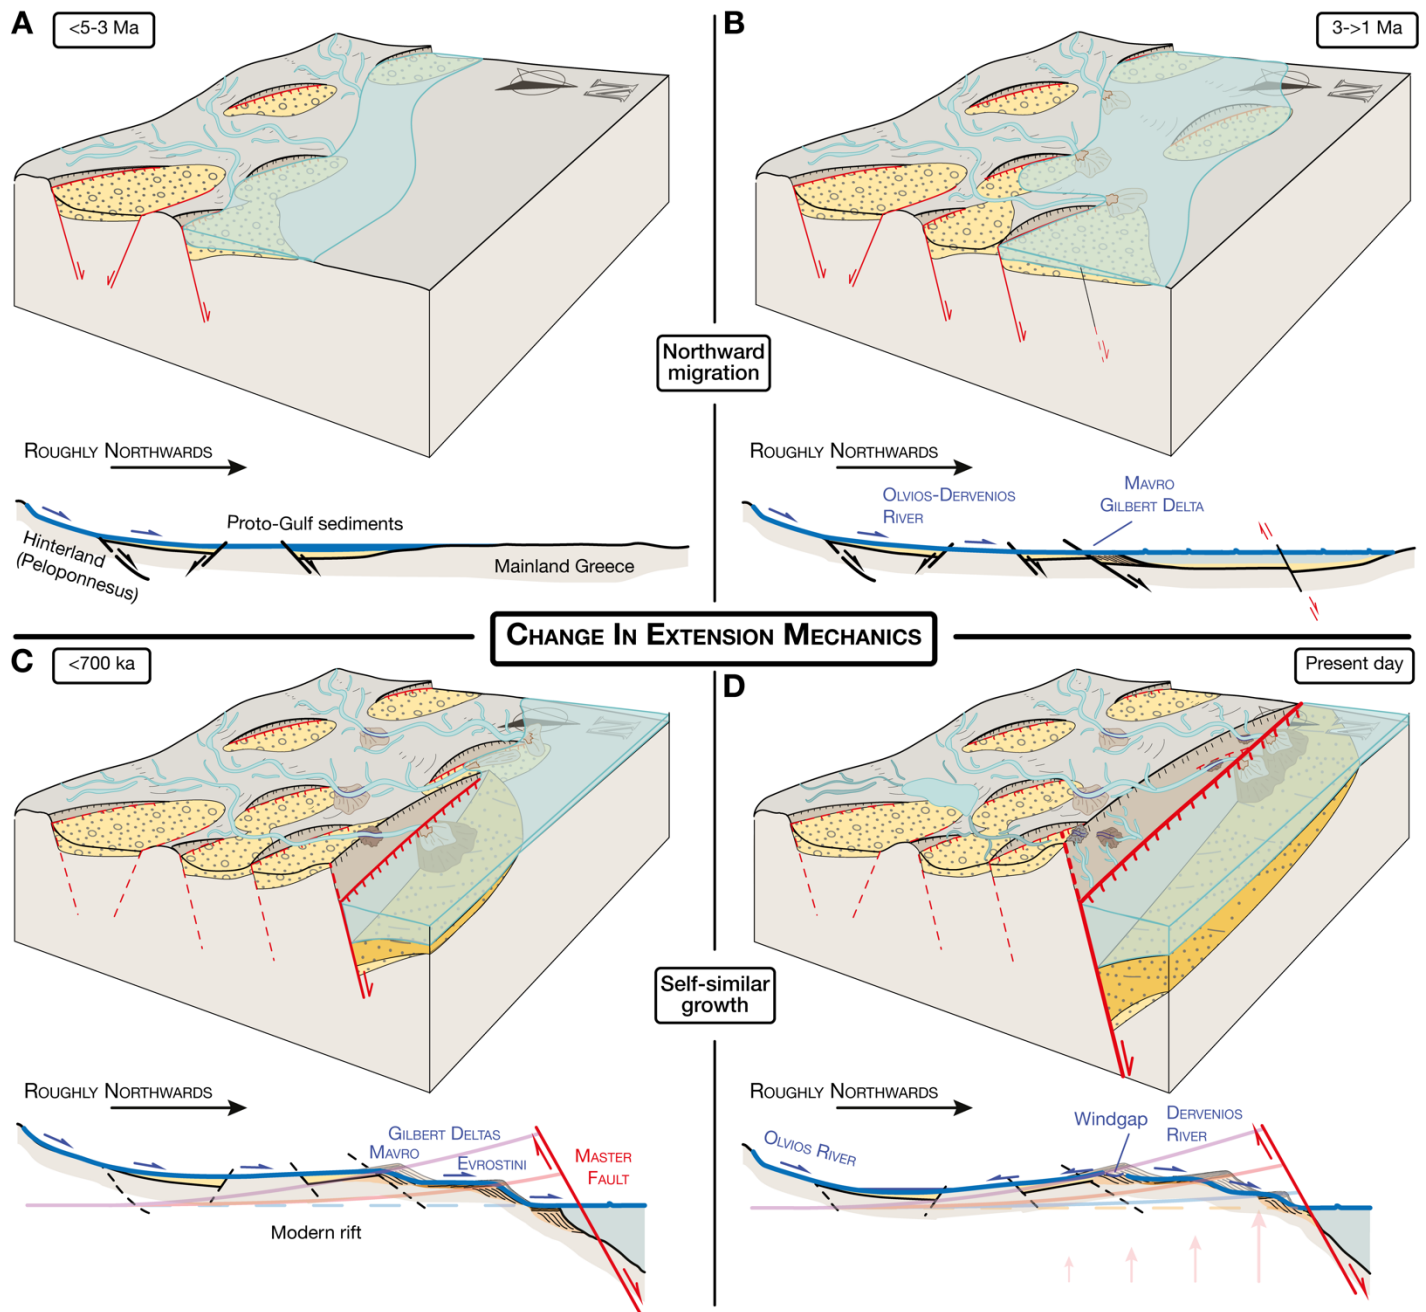 A
<5-3 Ma
N
B
3->1 Ma
N
Northward
migration
ROUGHLY NORTHWARDS
Proto-Gulf sediments
Hinterland
(Peloponnesus)
Mainland Greece
ROUGHLY NORTHWARDS
OLVIOS-DERVENIOS
RIVER
MAVRO
GILBERT DELTA
CHANGE IN EXTENSION MECHANICS
C
<700 ka
N
D
Present day
N
Self-similar
growth
ROUGHLY NORTHWARDS
GILBERT DELTAS
MAVRO
EVROSTINI
MASTER
FAULT
Modern rift
ROUGHLY NORTHWARDS
OLVIOS RIVER
Windgap
DERVENIOS
RIVER